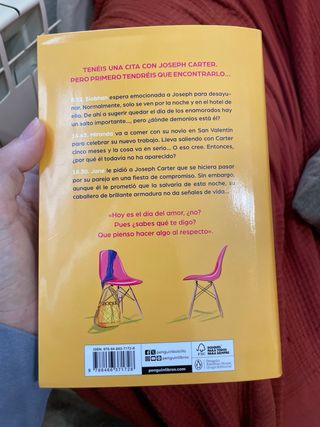 TENÉIS UNA CITA CON JOSEPH CARTER.
PERO PRIMERO TENDRÉIS QUE ENCONTRARLO...
8.52. Siobhan espera emocionada a Joseph para desayu-
nar. Normalmente, solo se ven por la noche y en el hotel de
ella. De ahí a sugerir quedar el día de los enamorados hay
un salto importante..., pero ¿dónde demonios está él?
14.43. Miranda va a comer con su novio en San Valentín
para celebrar su nuevo trabajo. Lleva saliendo con Carter
cinco meses y la cosa va en serio... O eso cree. Entonces,
¿por qué él todavía no ha aparecido?
18.30. Jane le pidió a Joseph Carter que se hiciera pasar
por su pareja en una fiesta de compromiso. Sin embargo,
aunque él le prometió que la salvaría de esta noche, su
caballero de brillante armadura no da señales de vida...
«Hoy es el día del amor, ¿no?
Pues ¿sabes qué te digo?
Que pienso hacer algo al respecto».
penguinlibros.com